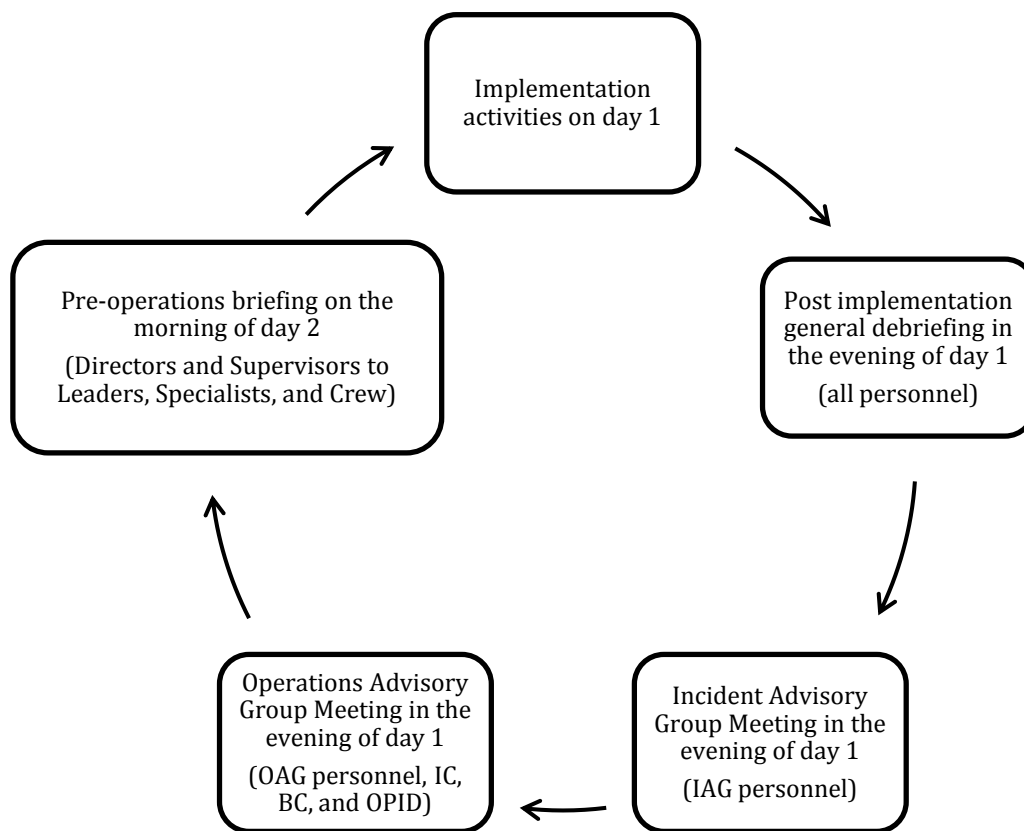 Implementation
activities on day 1
Post implementation
general debriefing in
the evening of day 1
(all personnel)
Incident Advisory
Group Meeting in the
evening of day 1
(IAG personnel)
Operations Advisory
Group Meeting in the
evening of day 1
(OAG personnel, IC,
BC, and OPID)
Pre-operations briefing on the
morning of day 2
(Directors and Supervisors to
Leaders, Specialists, and Crew)